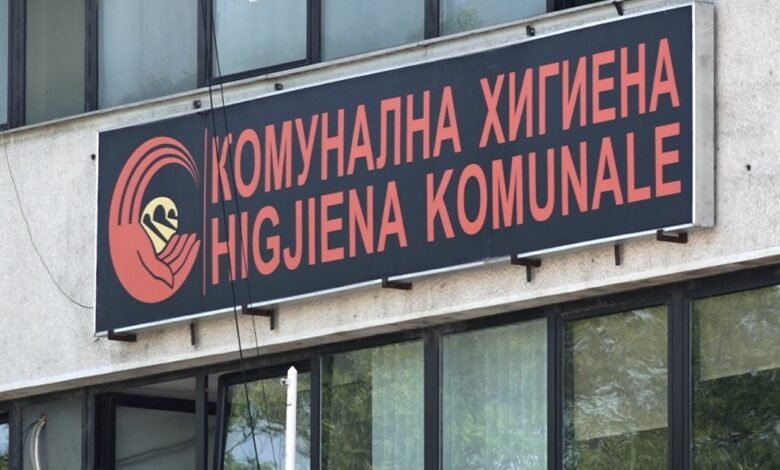 КОМУНАЛНА ХИГИЕНА
HIGJIENA KOMUNALE